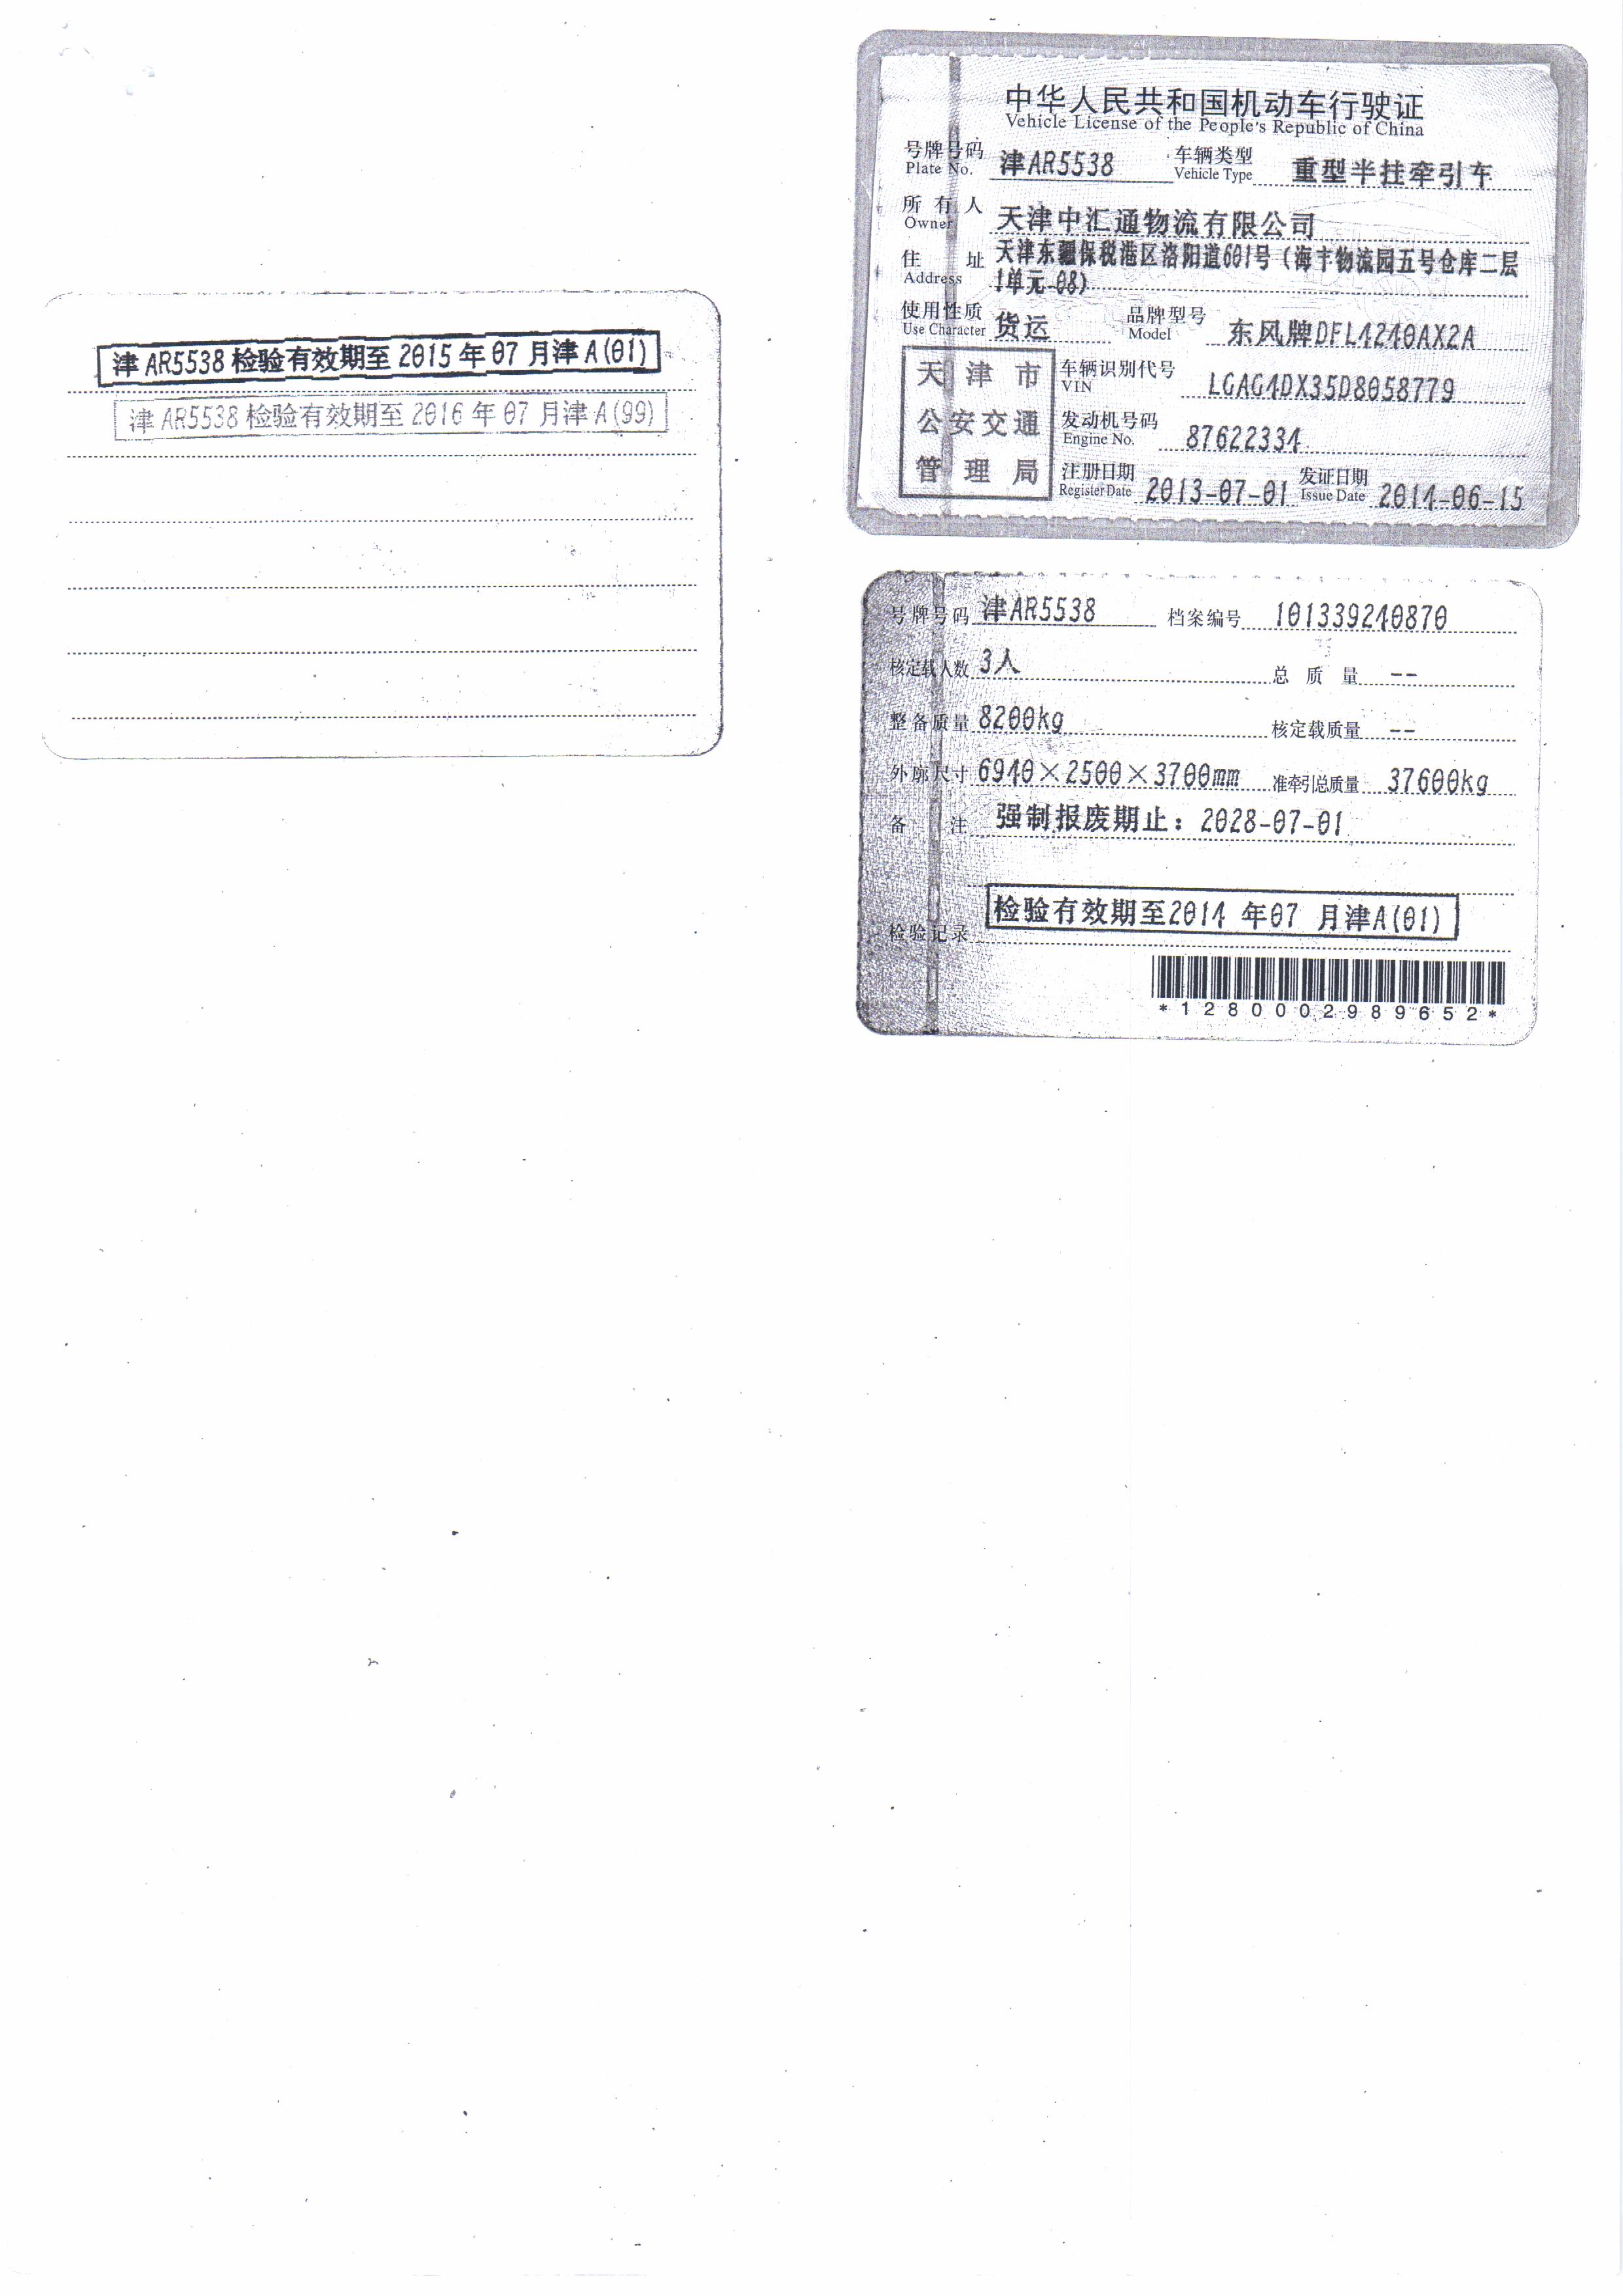 津AR5538检验有效期至2015年07月津A(01)
津AR5538检验有效期至2016年07月津A(99)
中华人民共和国机动车行驶证
Vehicle License of the People's Republic of China
号牌号码 津AR5538 车辆类型 重型半挂牵引车
Plate No. Vehicle Type
所有人 天津中汇通物流有限公司
Owner
住址 天津东疆保税港区洛阳道601号（海丰物流园五号仓库二层
Address 1单元-08）
使用性质 货运 品牌型号 东风牌DFL4240AX2A
Use Character Model
天津市 车辆识别代号 LGAG4DX35D8058779
VIN
公安交通 发动机号码 87622334
Engine No.
管理局 注册日期 2013-07-01 发证日期 2014-06-15
Register Date Issue Date
号牌号码 津AR5538 档案编号 101339240870
核定载人数 3人 总质量 --
整备质量 8200kg 核定载质量 --
外廓尺寸 6940×2500×3700mm 准牵引总质量 37600kg
备注 强制报废期止：2028-07-01
检验有效期至2014 年07 月津A(01)
检验记录
*1280002989652*